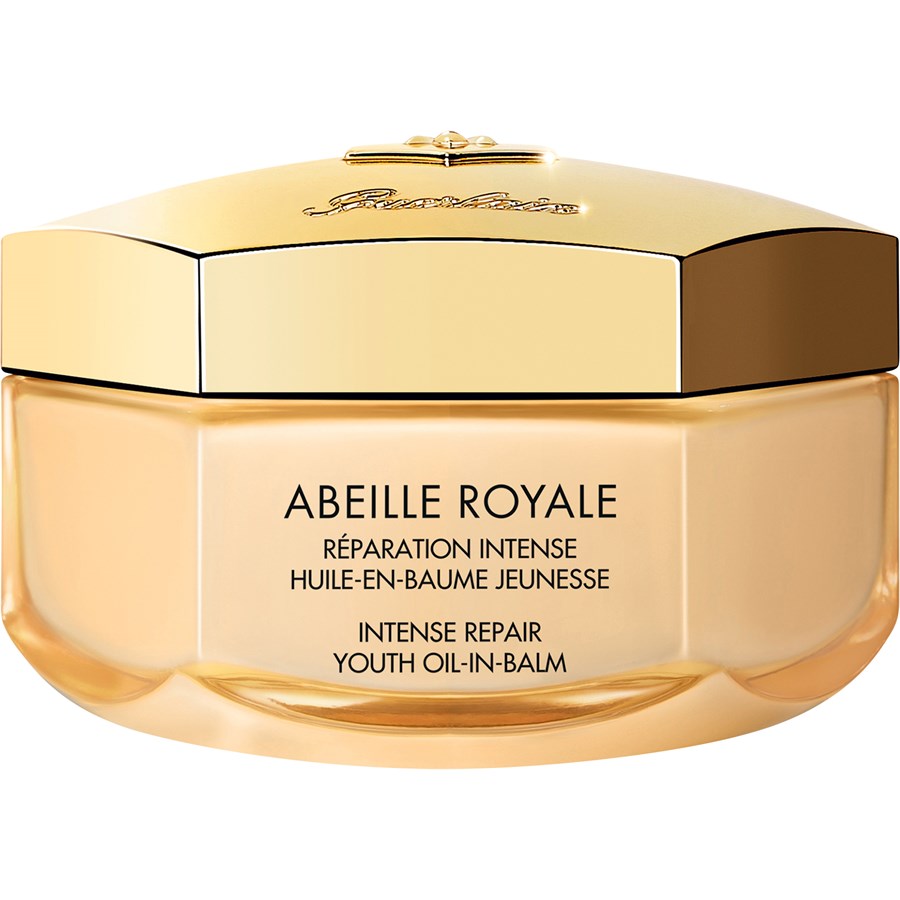 Guerlain
ABEILLE ROYALE
RÉPARATION INTENSE
HUILE-EN-BAUME JEUNESSE
INTENSE REPAIR
YOUTH OIL-IN-BALM